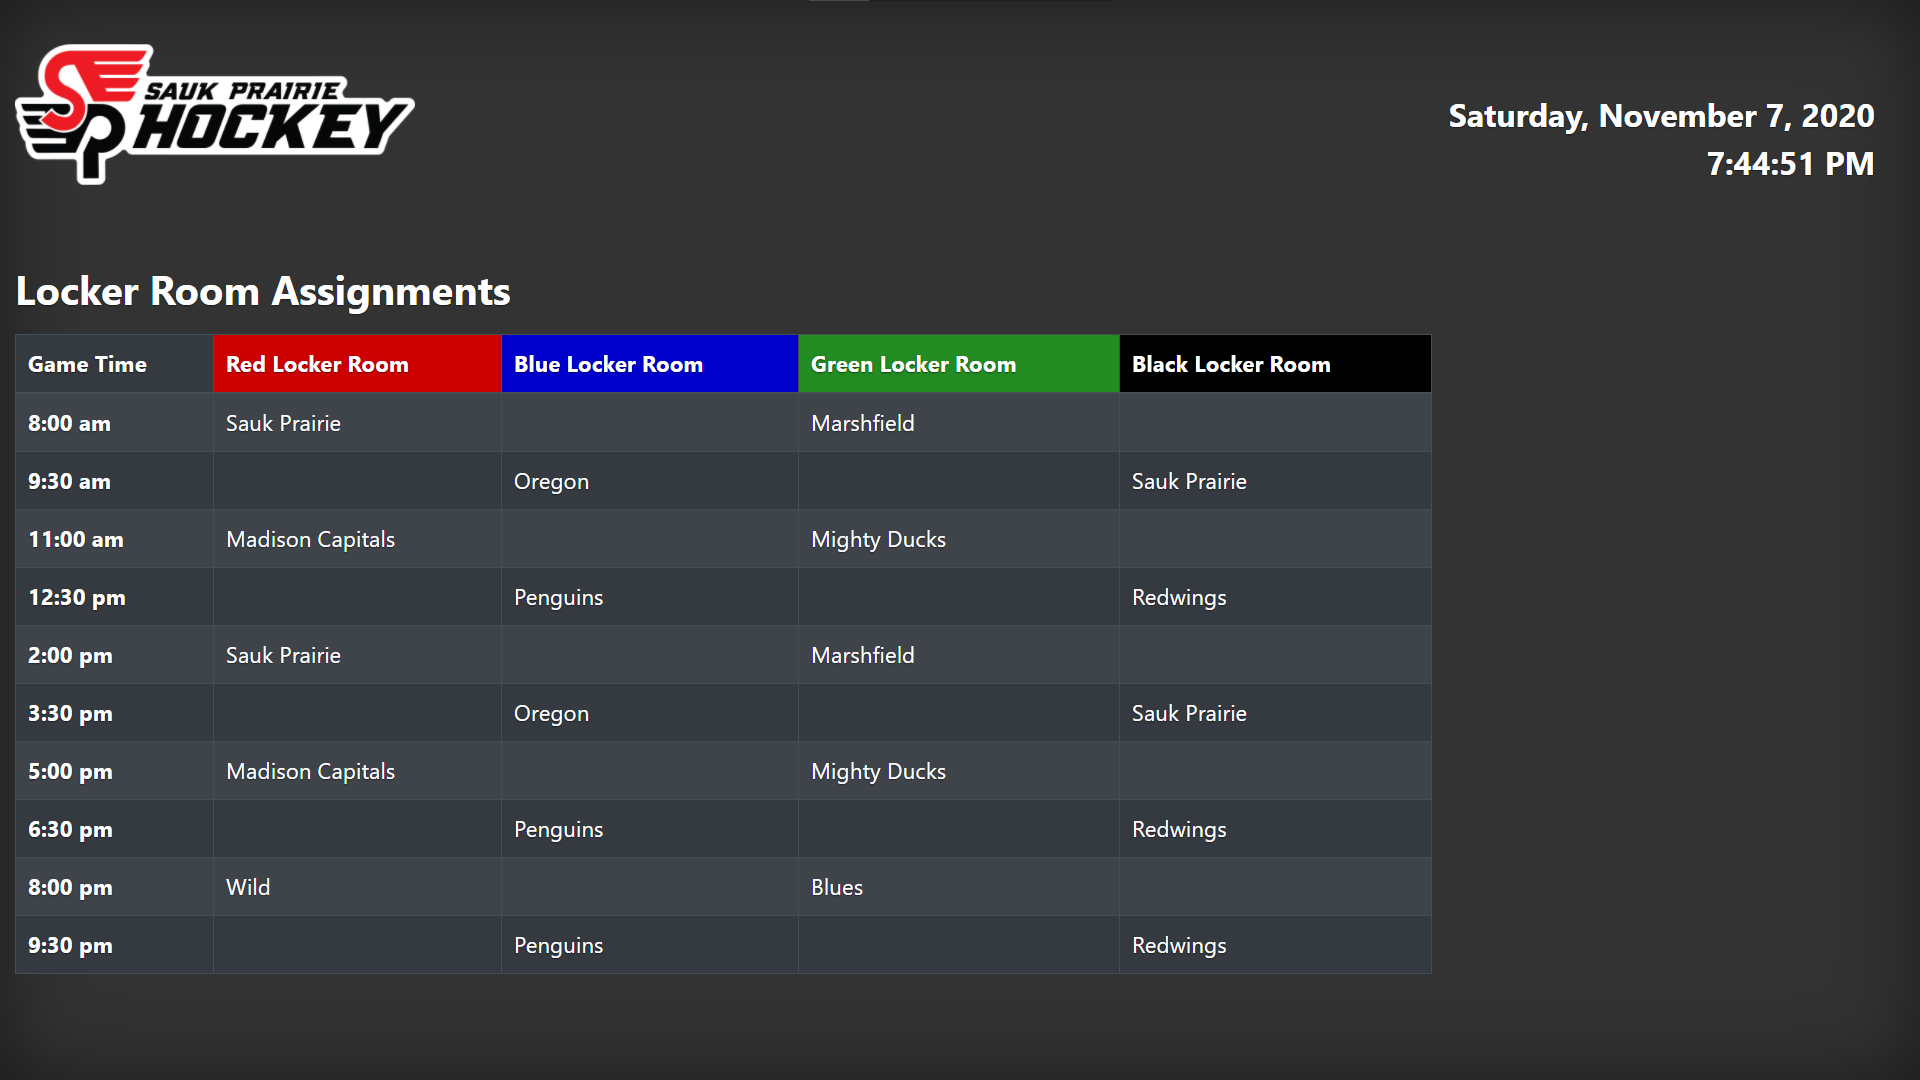 SAUK PRAIRIE
HOCKEY
SP
Saturday, November 7, 2020
7:44:51 PM
Locker Room Assignments
Game Time Red Locker Room Blue Locker Room Green Locker Room Black Locker Room
8:00 am Sauk Prairie Marshfield
9:30 am Oregon Sauk Prairie
11:00 am Madison Capitals Mighty Ducks
12:30 pm Penguins Redwings
2:00 pm Sauk Prairie Marshfield
3:30 pm Oregon Sauk Prairie
5:00 pm Madison Capitals Mighty Ducks
6:30 pm Penguins Redwings
8:00 pm Wild Blues
9:30 pm Penguins Redwings